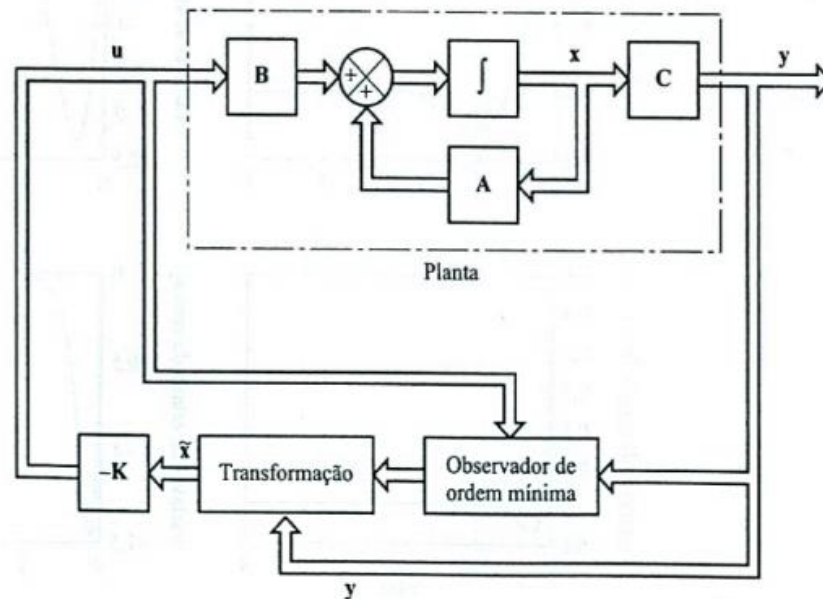 u
B
+
+
∫
x
C
y
A
Planta
–K
x̃
Transformação
Observador de
ordem mínima
y